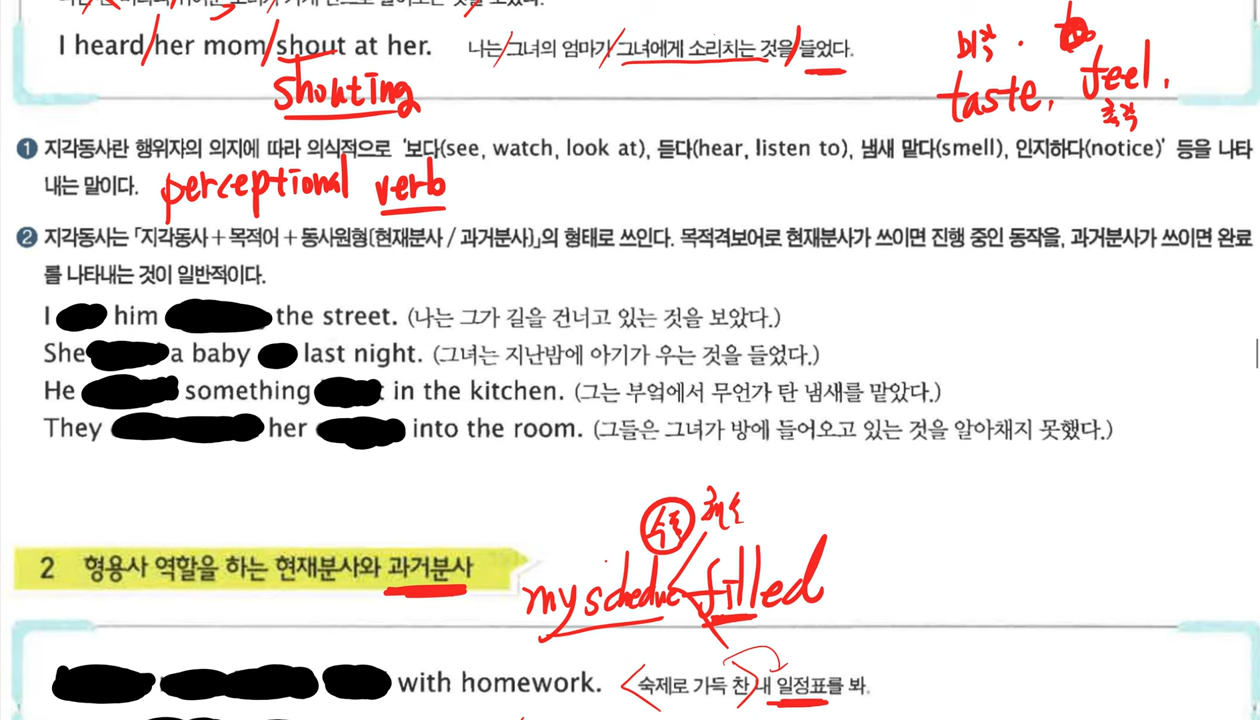 I heard her mom shout at her. 나는 그녀의 엄마가 그녀에게 소리치는 것을 들었다.
shouting
미각
taste, feel,
촉각
1 지각동사란 행위자의 의지에 따라 의식적으로 '보다(see, watch, look at), 듣다(hear, listen to), 냄새 맡다(smell), 인지하다(notice)' 등을 나타
내는 말이다. perceptional verb
2 지각동사는 「지각동사 + 목적어 + 동사원형(현재분사 / 과거분사)」의 형태로 쓰인다. 목적격보어로 현재분사가 쓰이면 진행 중인 동작을, 과거분사가 쓰이면 완료
를 나타내는 것이 일반적이다.
I him the street. (나는 그가 길을 건너고 있는 것을 보았다.)
She a baby last night. (그녀는 지난밤에 아기가 우는 것을 들었다.)
He something in the kitchen. (그는 부엌에서 무언가 탄 냄새를 맡았다.)
They her into the room. (그들은 그녀가 방에 들어오고 있는 것을 알아채지 못했다.)
수동
2 형용사 역할을 하는 현재분사와 과거분사
my filled
with homework. 숙제로 가득 찬 내 일정표를 봐.